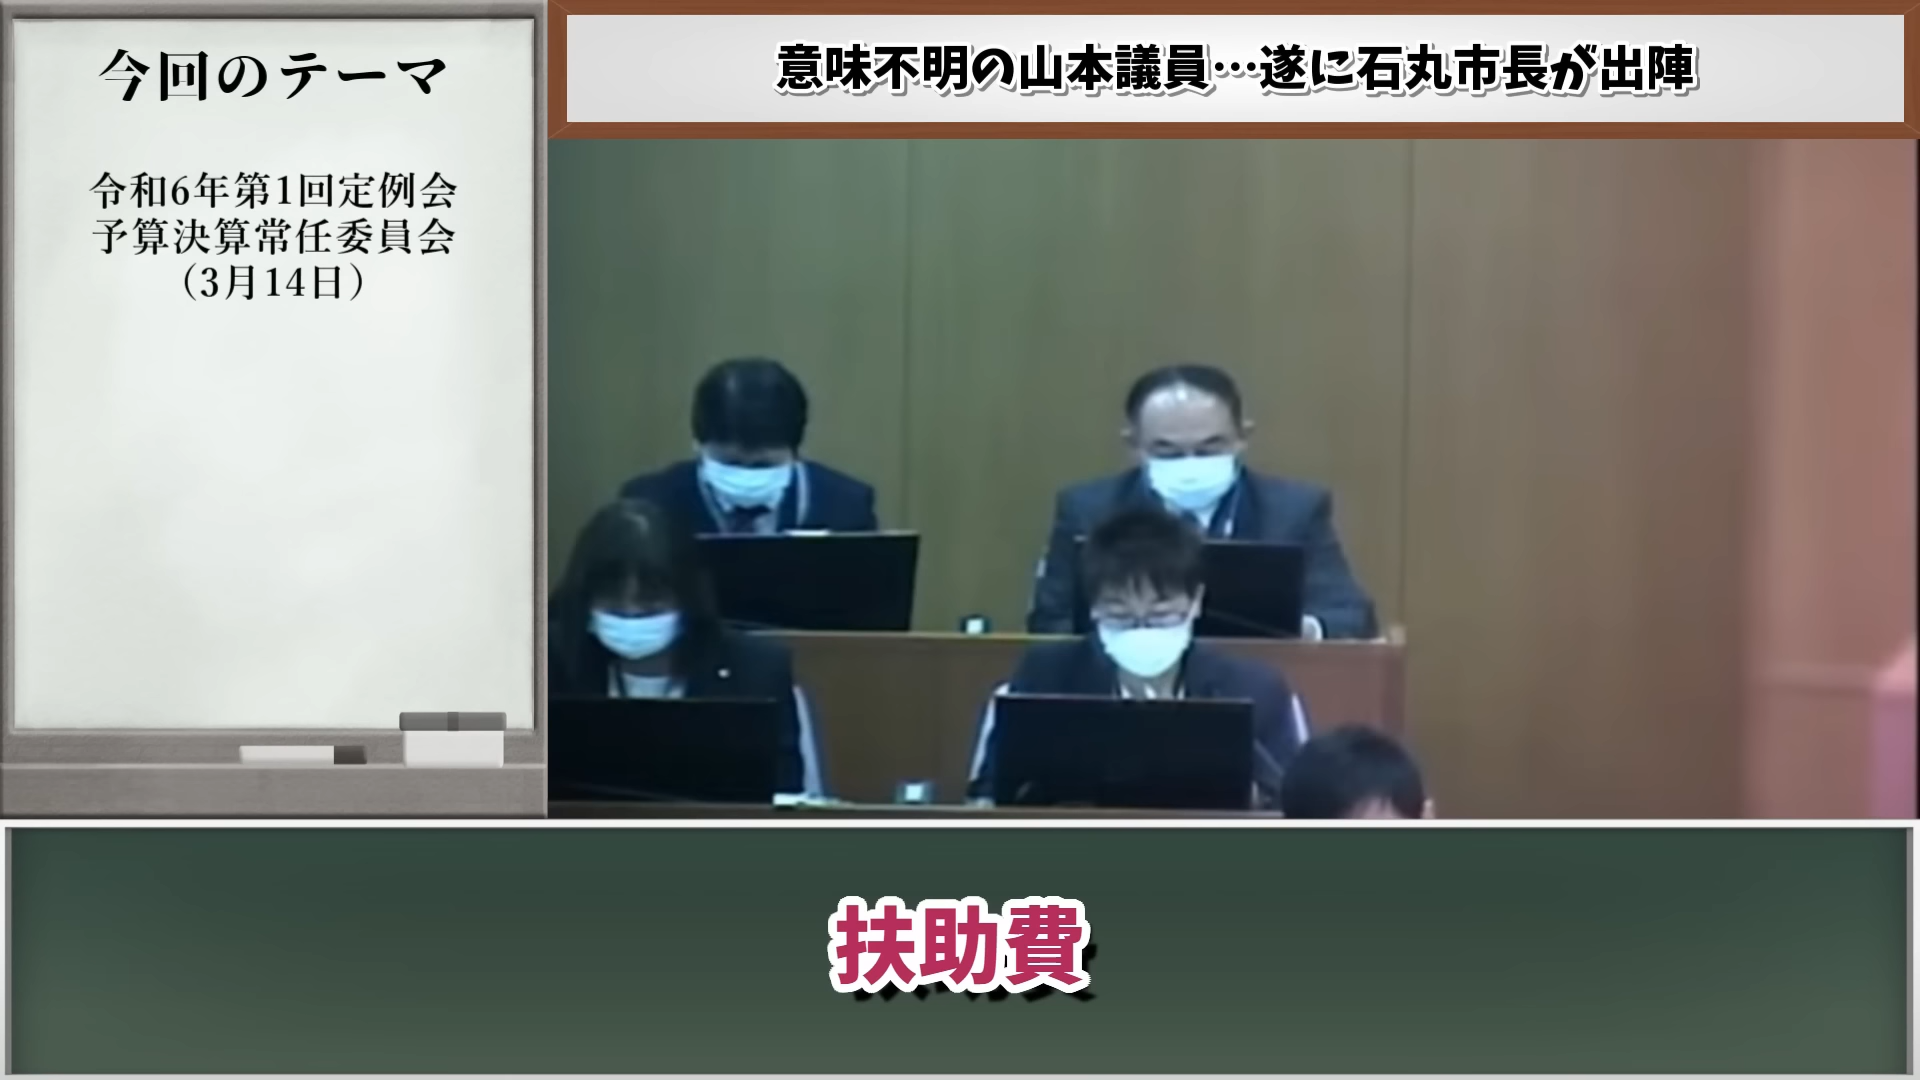 今回のテーマ
令和6年第1回定例会
予算決算常任委員会
（3月14日）
意味不明の山本議員…遂に石丸市長が出陣
扶助費